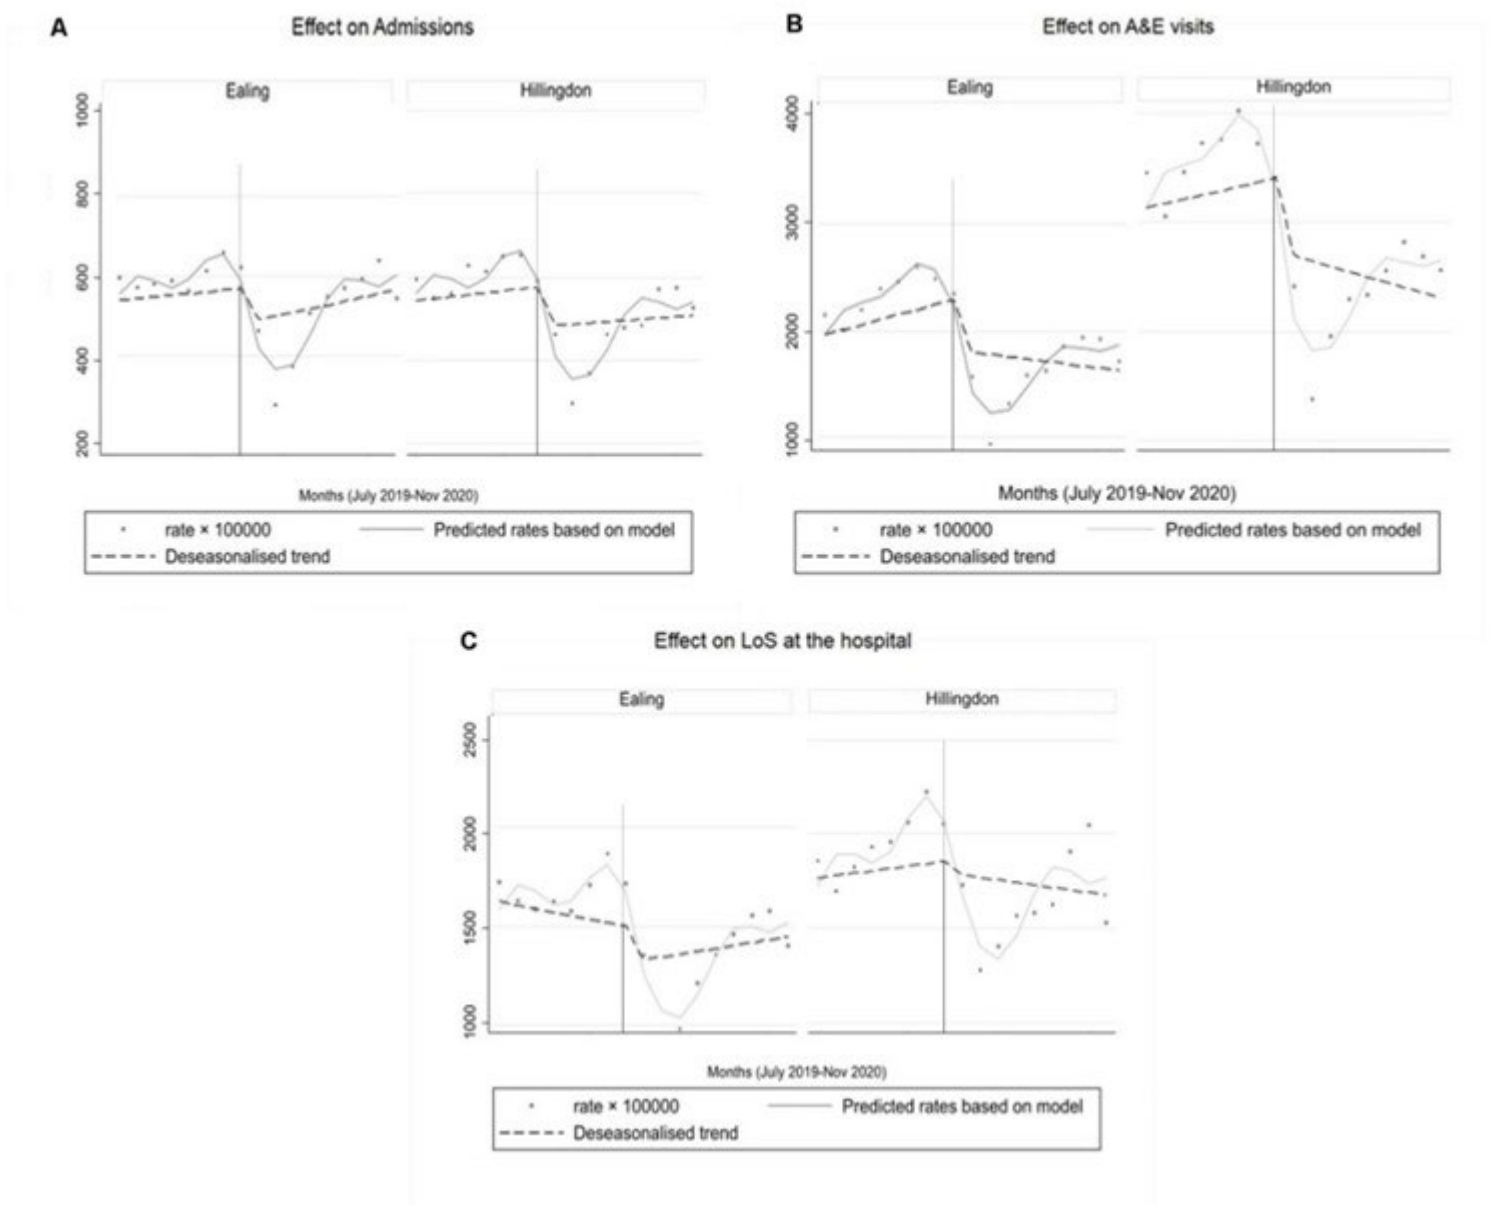 A
Effect on Admissions
Ealing
Hillingdon
1000
800
600
400
200
Months (July 2019-Nov 2020)
rate × 100000
Predicted rates based on model
Deseasonalised trend
B
Effect on A&E visits
Ealing
Hillingdon
4000
3000
2000
1000
Months (July 2019-Nov 2020)
rate × 100000
Predicted rates based on model
Deseasonalised trend
C
Effect on LoS at the hospital
Ealing
Hillingdon
2500
2000
1500
1000
Months (July 2019-Nov 2020)
rate × 100000
Predicted rates based on model
Deseasonalised trend